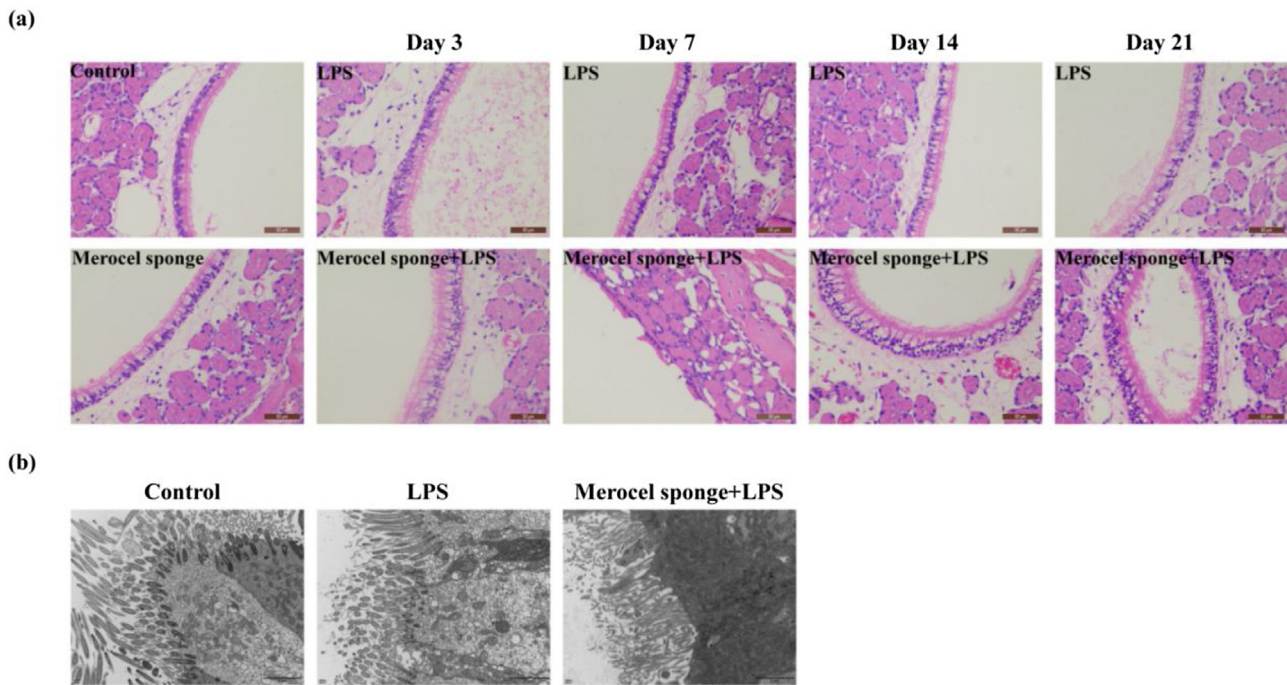 (a)
Day 3 Day 7 Day 14 Day 21
Control LPS LPS LPS LPS
Merocel sponge Merocel sponge+LPS Merocel sponge+LPS Merocel sponge+LPS Merocel sponge+LPS
(b)
Control LPS Merocel sponge+LPS